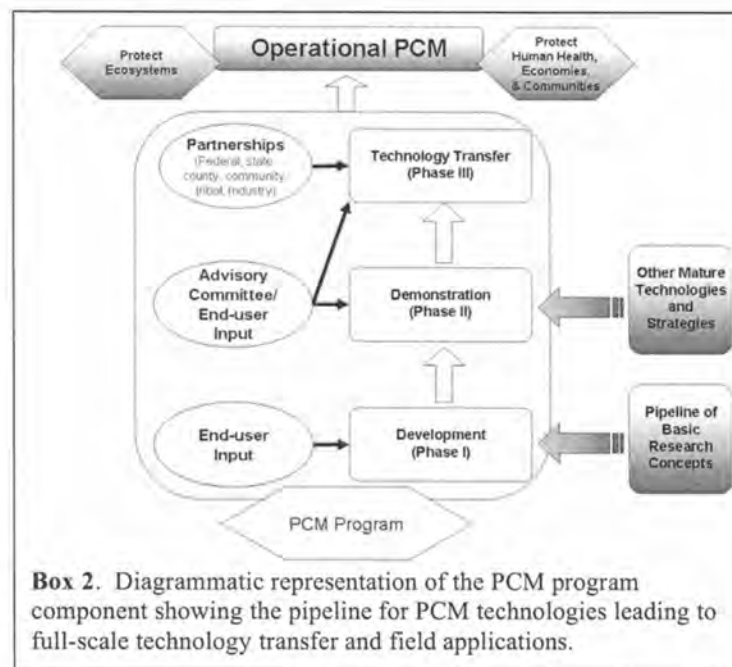 Protect
Ecosystems
Operational PCM
Protect
Human Health,
Economies,
& Communities
Partnerships
(Federal, state
county, community,
tribal, industry)
Technology Transfer
(Phase III)
Advisory
Committee/
End-user
Input
Demonstration
(Phase II)
Other Mature
Technologies
and
Strategies
End-user
Input
Development
(Phase I)
Pipeline of
Basic
Research
Concepts
PCM Program
Box 2. Diagrammatic representation of the PCM program
component showing the pipeline for PCM technologies leading to
full-scale technology transfer and field applications.